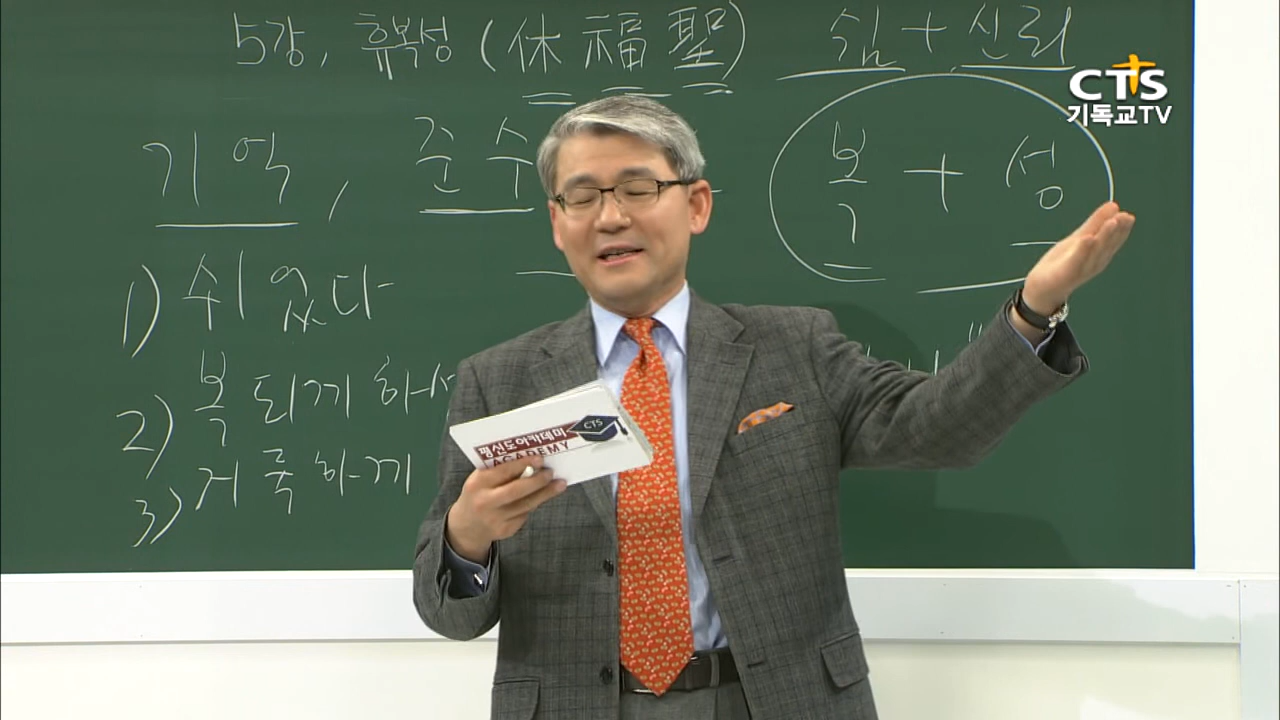 5강, 휴복성 (休福聖) 쉼 + 신뢰
CTS
기독교TV
기억, 준수
복 + 성
1) 쉬었다
2) 복되게 하셨
3) 거룩하게
평신도아카데미
CTS
ACADEMY